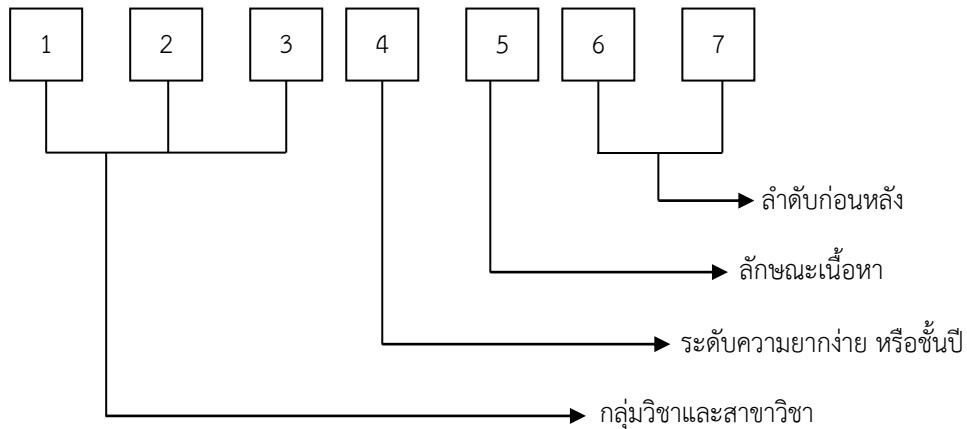 1 2 3 4 5 6 7
ลำดับก่อนหลัง
ลักษณะเนื้อหา
ระดับความยากง่าย หรือชั้นปี
กลุ่มวิชาและสาขาวิชา